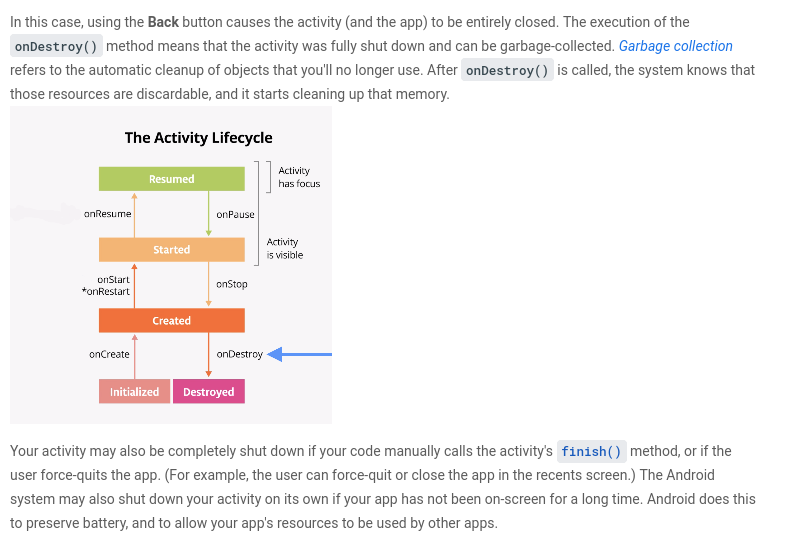 In this case, using the Back button causes the activity (and the app) to be entirely closed. The execution of the
onDestroy() method means that the activity was fully shut down and can be garbage-collected. Garbage collection
refers to the automatic cleanup of objects that you'll no longer use. After onDestroy() is called, the system knows that
those resources are discardable, and it starts cleaning up that memory.
The Activity Lifecycle
Resumed
Activity
has focus
onResume
onPause
Started
Activity
is visible
onStart
*onRestart
onStop
Created
onCreate
onDestroy
Initialized
Destroyed
Your activity may also be completely shut down if your code manually calls the activity's finish() method, or if the
user force-quits the app. (For example, the user can force-quit or close the app in the recents screen.) The Android
system may also shut down your activity on its own if your app has not been on-screen for a long time. Android does this
to preserve battery, and to allow your app's resources to be used by other apps.